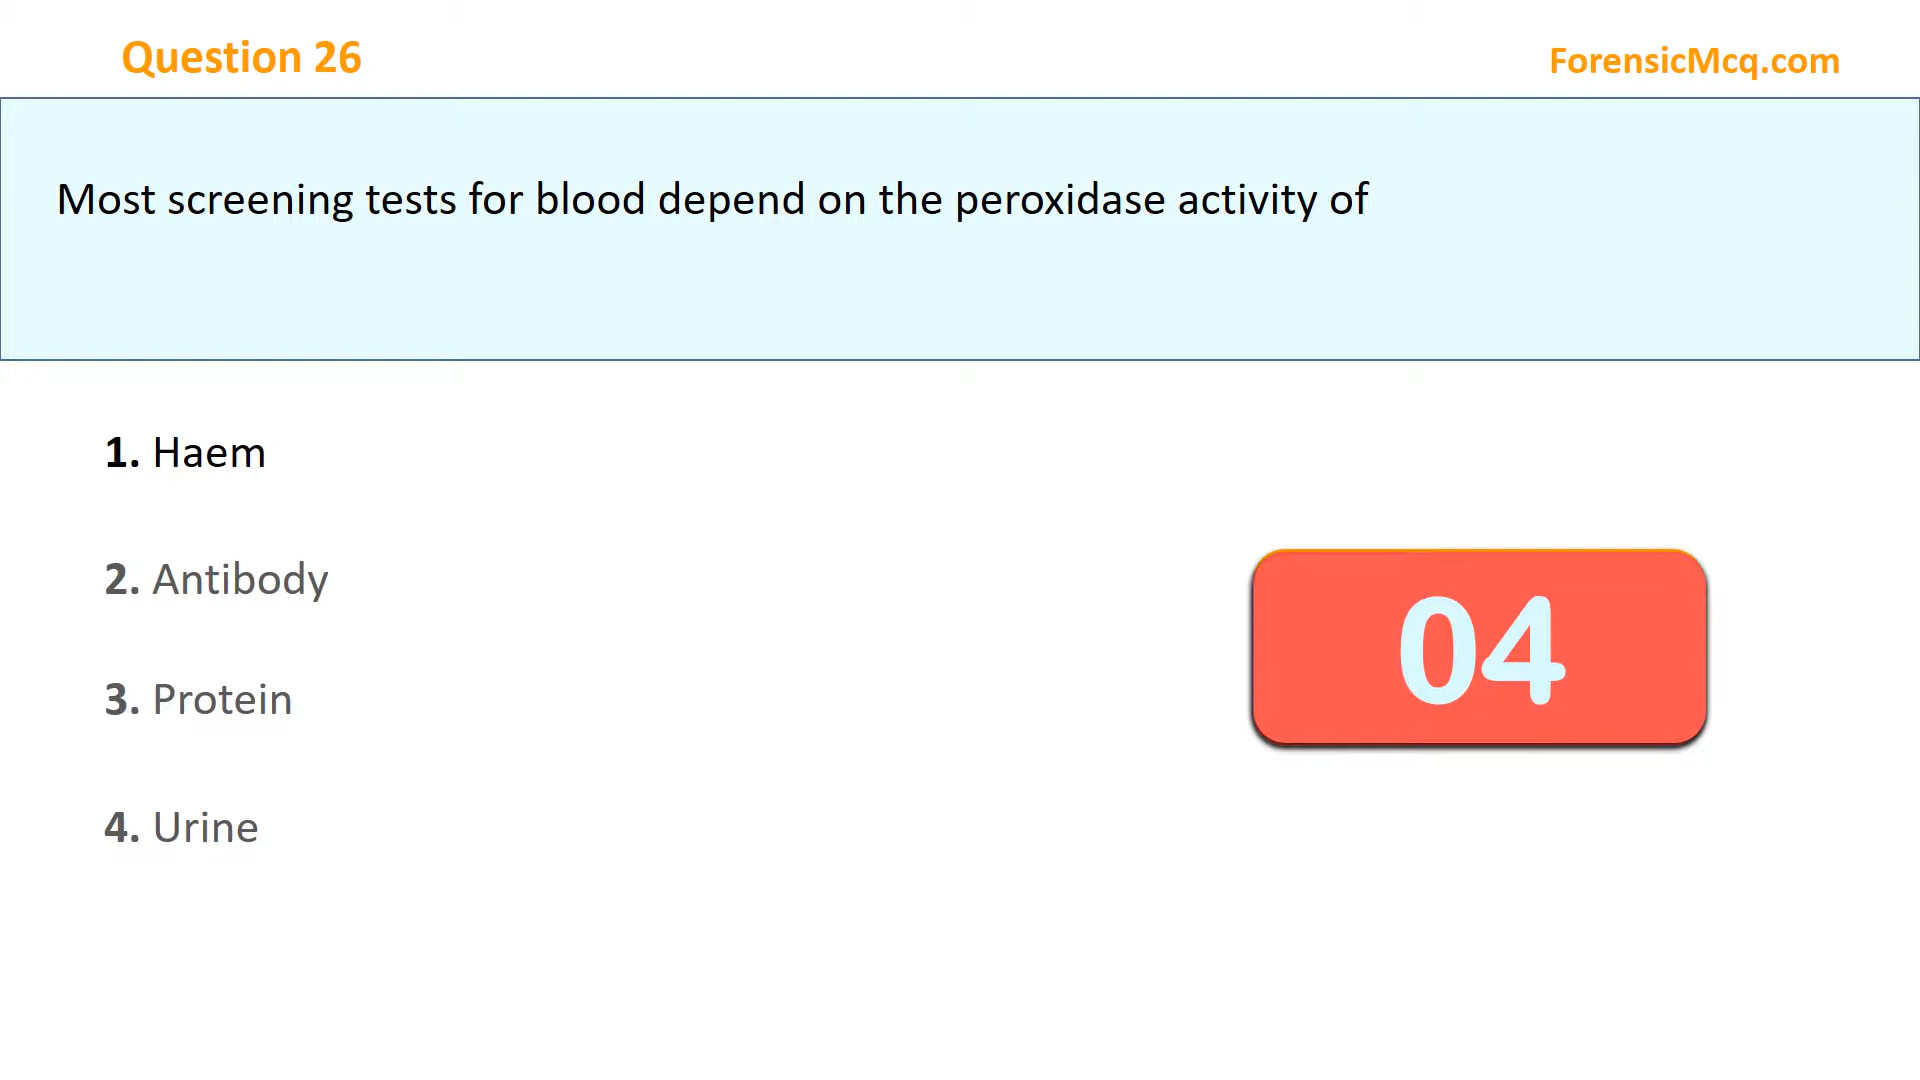 Question 26
ForensicMcq.com
Most screening tests for blood depend on the peroxidase activity of
1. Haem
2. Antibody
3. Protein
4. Urine
04